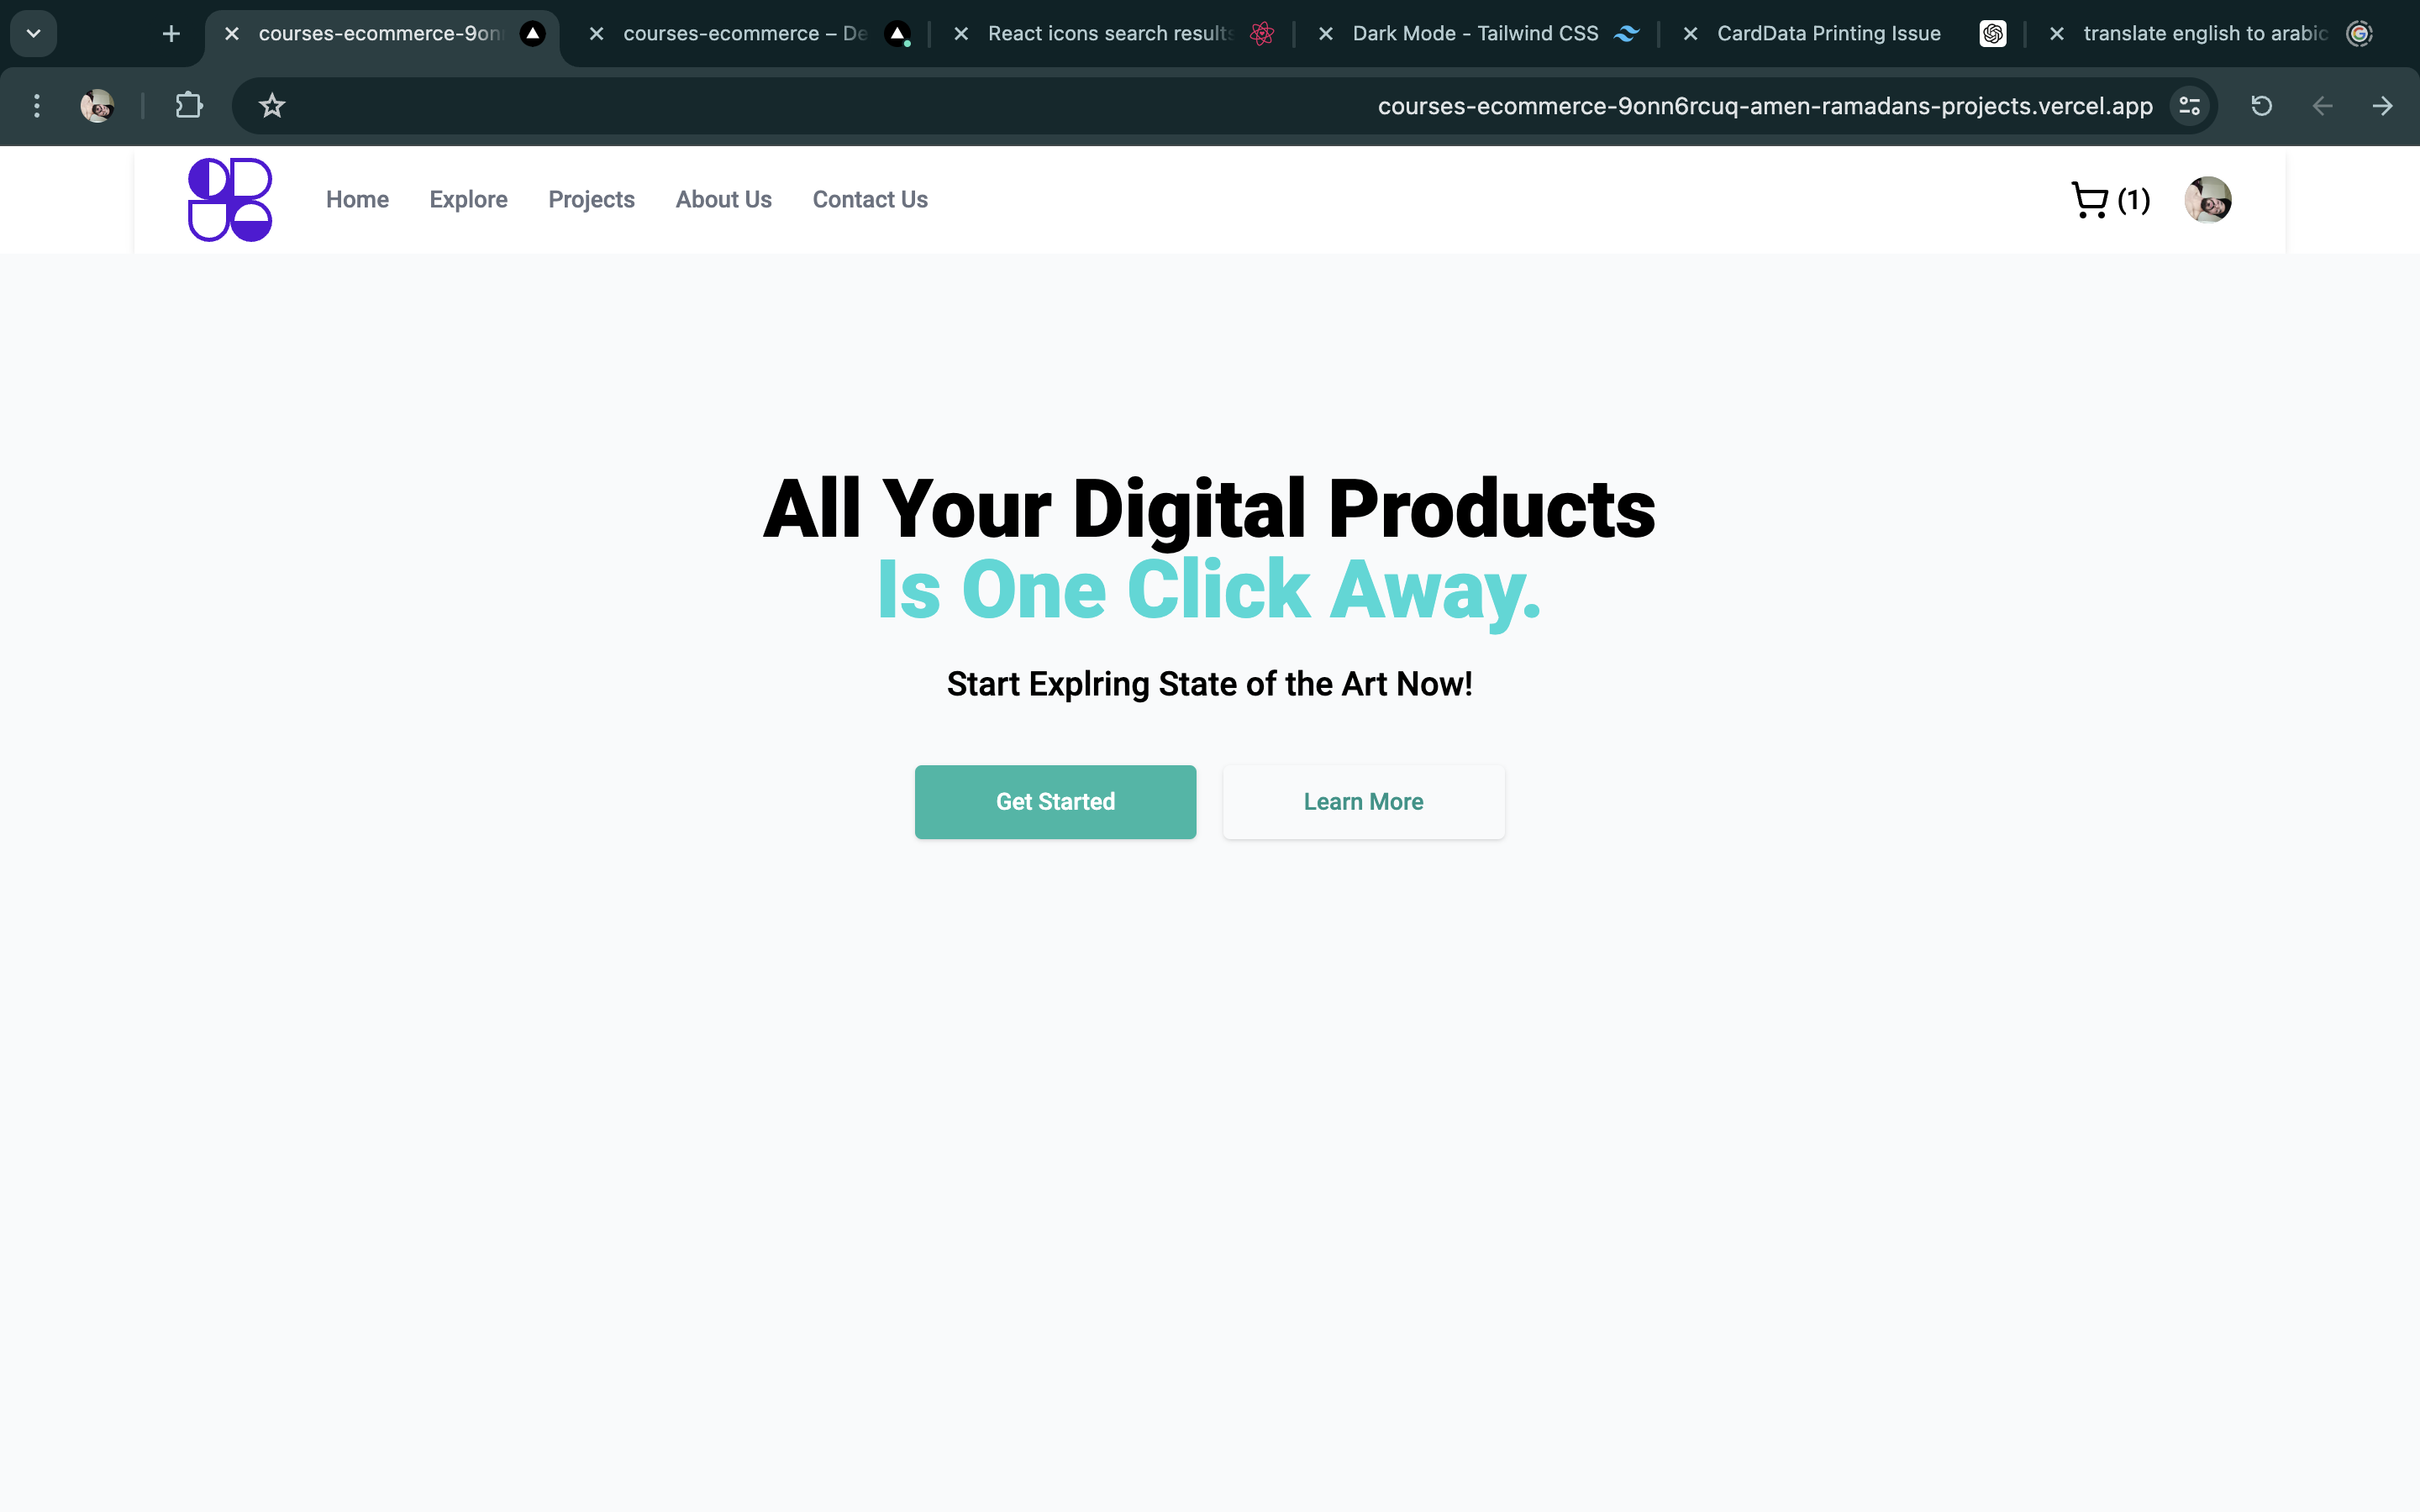 courses-ecommerce-9on
courses-ecommerce – De
React icons search results
Dark Mode - Tailwind CSS
CardData Printing Issue
translate english to arabic
courses-ecommerce-9onn6rcuq-amen-ramadans-projects.vercel.app
Home Explore Projects About Us Contact Us (1)
All Your Digital Products
Is One Click Away.
Start Explring State of the Art Now!
Get Started Learn More